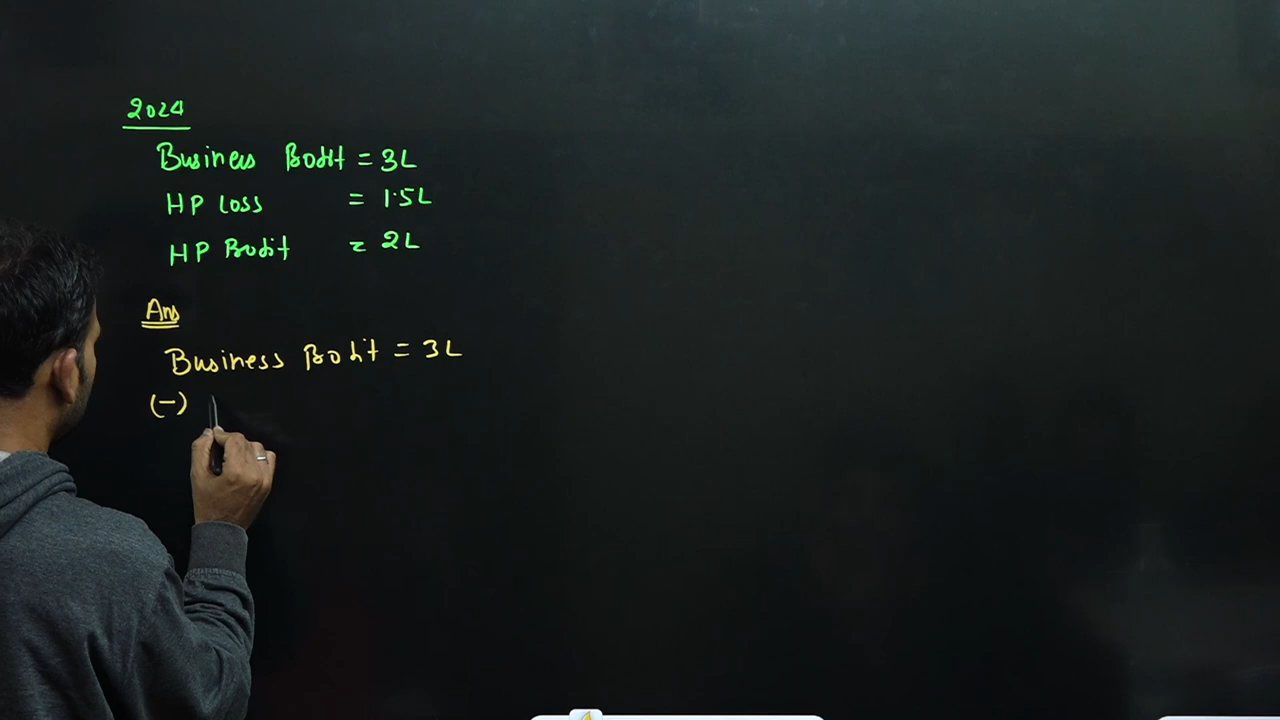 2024
Business Profit = 3L
HP Loss = 1.5L
HP Profit = 2L
Ans
Business Profit = 3L
(-)